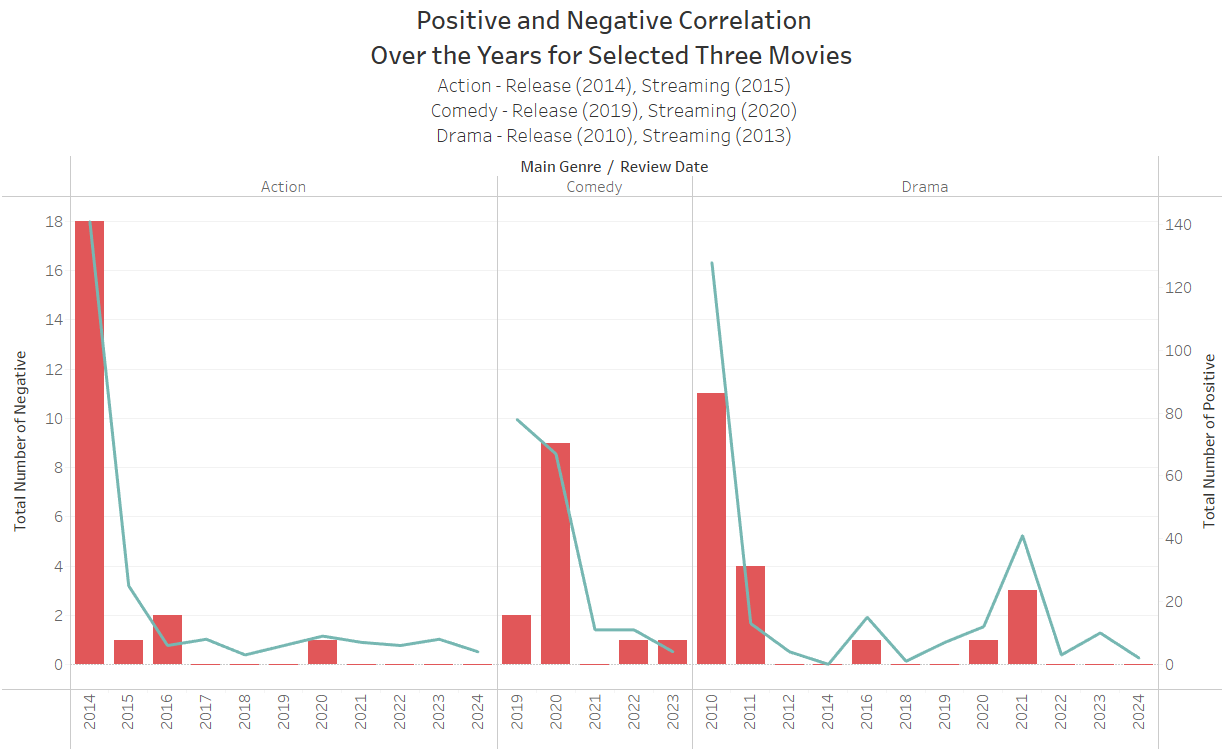 Positive and Negative Correlation
Over the Years for Selected Three Movies
Action - Release (2014), Streaming (2015)
Comedy - Release (2019), Streaming (2020)
Drama - Release (2010), Streaming (2013)
Main Genre / Review Date
Action Comedy Drama
Total Number of Negative
18
16
14
12
10
8
6
4
2
0
140
120
100
80
60
40
20
0
Total Number of Positive
2014 2015 2016 2017 2018 2019 2020 2021 2022 2023 2024 2019 2020 2021 2022 2023 2010 2011 2012 2014 2016 2018 2019 2020 2021 2022 2023 2024